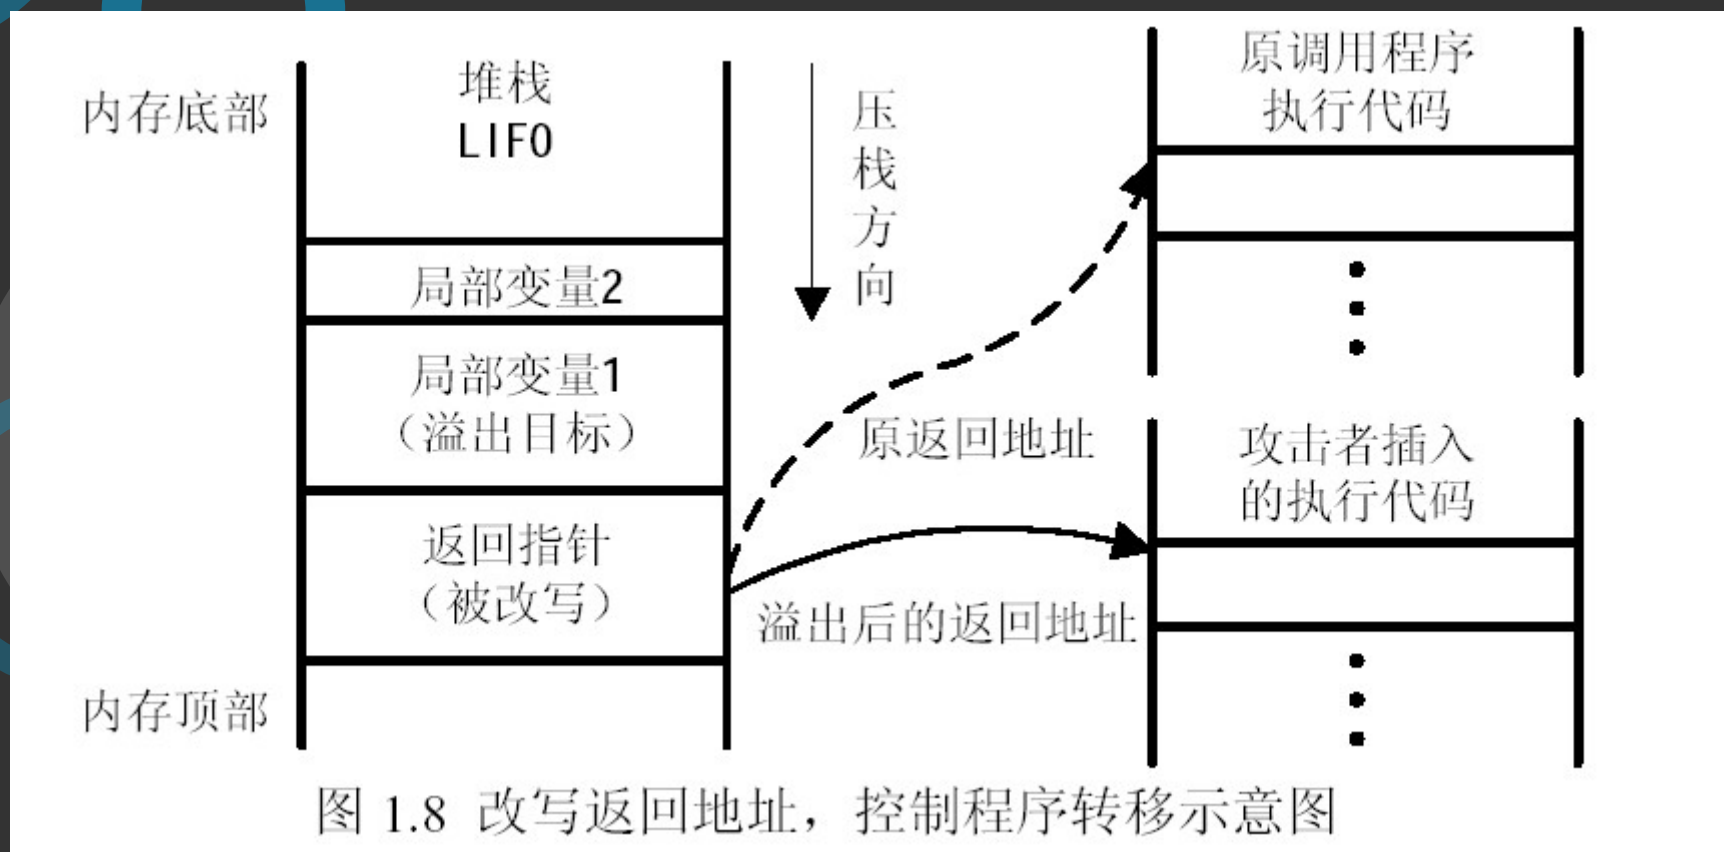 内存底部
堆栈
LIFO
局部变量2
局部变量1
（溢出目标）
返回指针
（被改写）
内存顶部
压
栈
方
向
原返回地址
溢出后的返回地址
原调用程序
执行代码
攻击者插入
的执行代码
图 1.8 改写返回地址，控制程序转移示意图